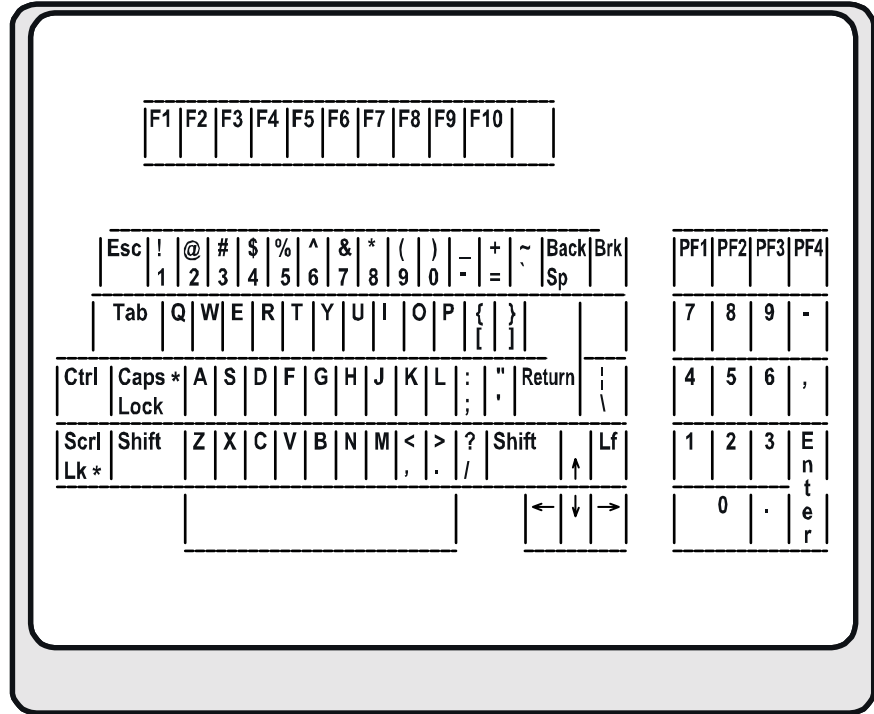 F1 F2 F3 F4 F5 F6 F7 F8 F9 F10
Esc ! @ # $ % ^ & * ( ) _ + ~ Back Brk PF1 PF2 PF3 PF4
1 2 3 4 5 6 7 8 9 0 - = ` Sp
Tab Q W E R T Y U I O P { } 7 8 9 -
[ ]
Ctrl Caps * A S D F G H J K L : " Return ¦ 4 5 6 ,
Lock ; ' \
Scrl Shift Z X C V B N M < > ? Shift ↑ Lf 1 2 3 Enter
Lk * , . /
← ↓ → 0 .